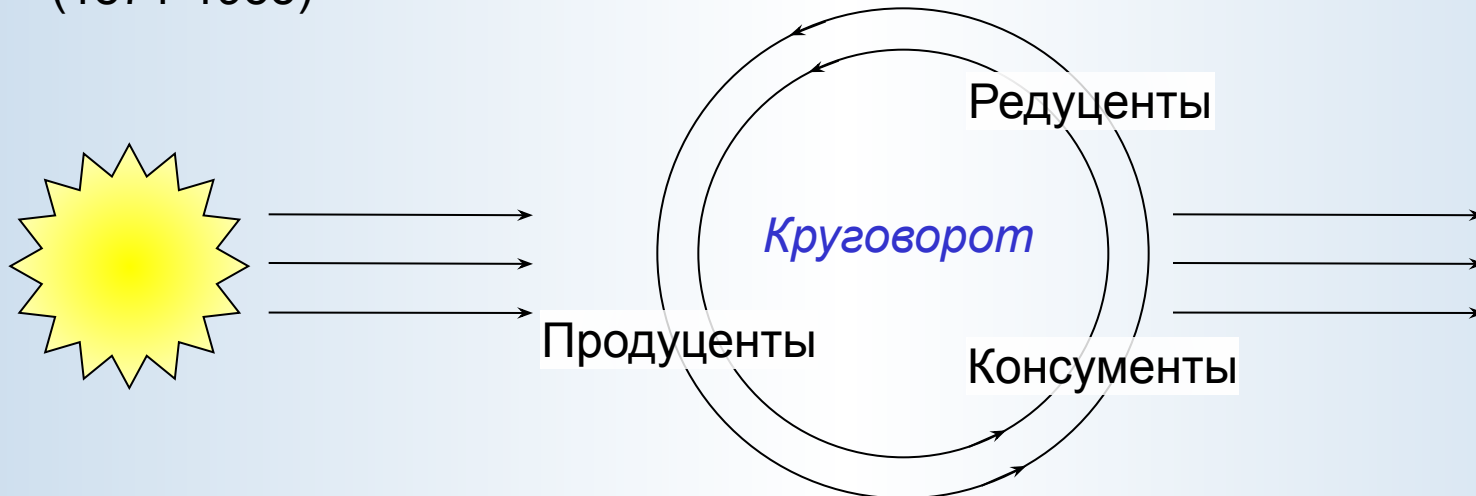 Редуценты
Круговорот
Продуценты
Консументы